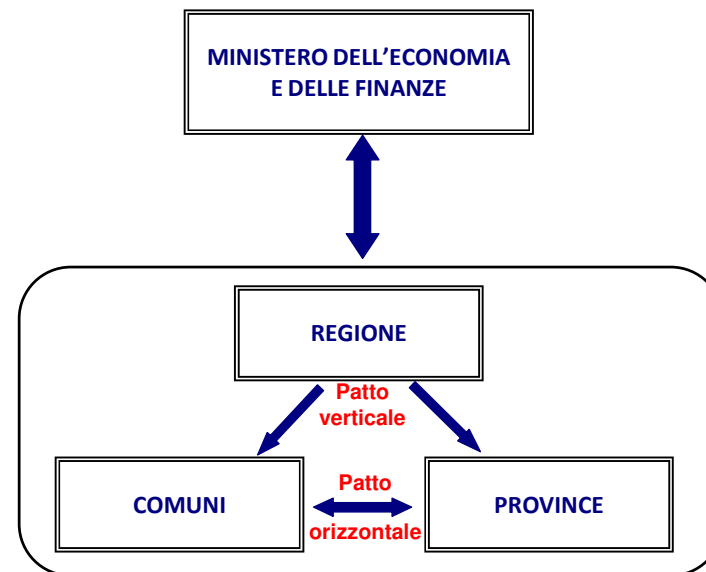 MINISTERO DELL'ECONOMIA
E DELLE FINANZE
REGIONE
Patto
verticale
COMUNI
Patto
orizzontale
PROVINCE